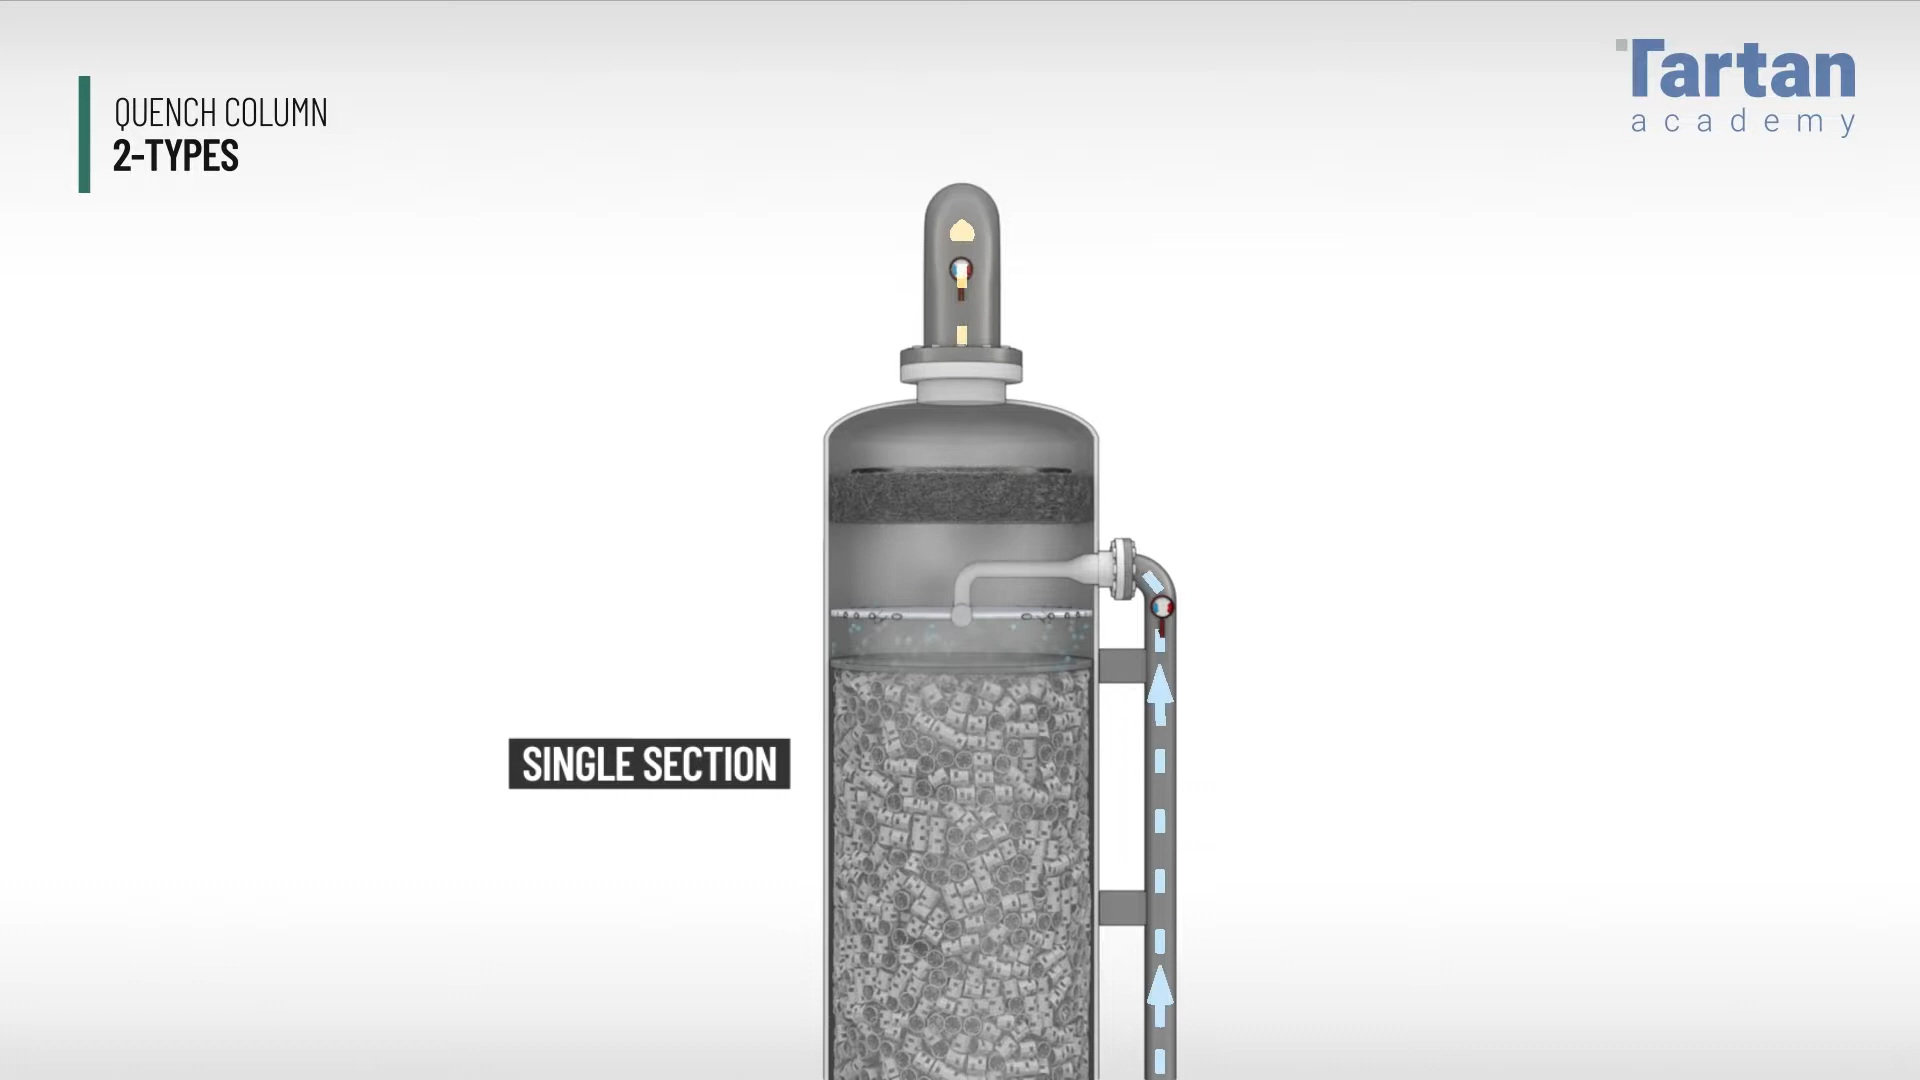 QUENCH COLUMN
2-TYPES
Tartan
academy
SINGLE SECTION